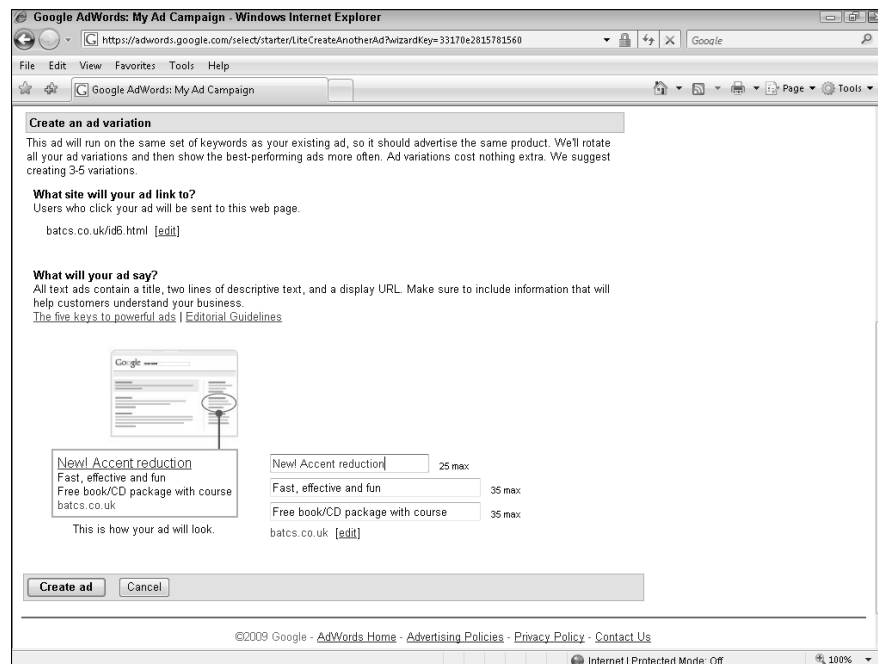 Google AdWords: My Ad Campaign - Windows Internet Explorer
https://adwords.google.com/select/starter/LiteCreateAnotherAd?wizardKey=33170e2815781560
Google
File Edit View Favorites Tools Help
Google AdWords: My Ad Campaign
Page Tools
Create an ad variation
This ad will run on the same set of keywords as your existing ad, so it should advertise the same product. We'll rotate
all your ad variations and then show the best-performing ads more often. Ad variations cost nothing extra. We suggest
creating 3-5 variations.
What site will your ad link to?
Users who click your ad will be sent to this web page.
batcs.co.uk/id6.html [edit]
What will your ad say?
All text ads contain a title, two lines of descriptive text, and a display URL. Make sure to include information that will
help customers understand your business.
The five keys to powerful ads | Editorial Guidelines
Google
New! Accent reduction
Fast, effective and fun
Free book/CD package with course
batcs.co.uk
This is how your ad will look.
New! Accent reduction 25 max
Fast, effective and fun 35 max
Free book/CD package with course 35 max
batcs.co.uk [edit]
Create ad Cancel
©2009 Google - AdWords Home - Advertising Policies - Privacy Policy - Contact Us
Internet | Protected Mode: Off 100%